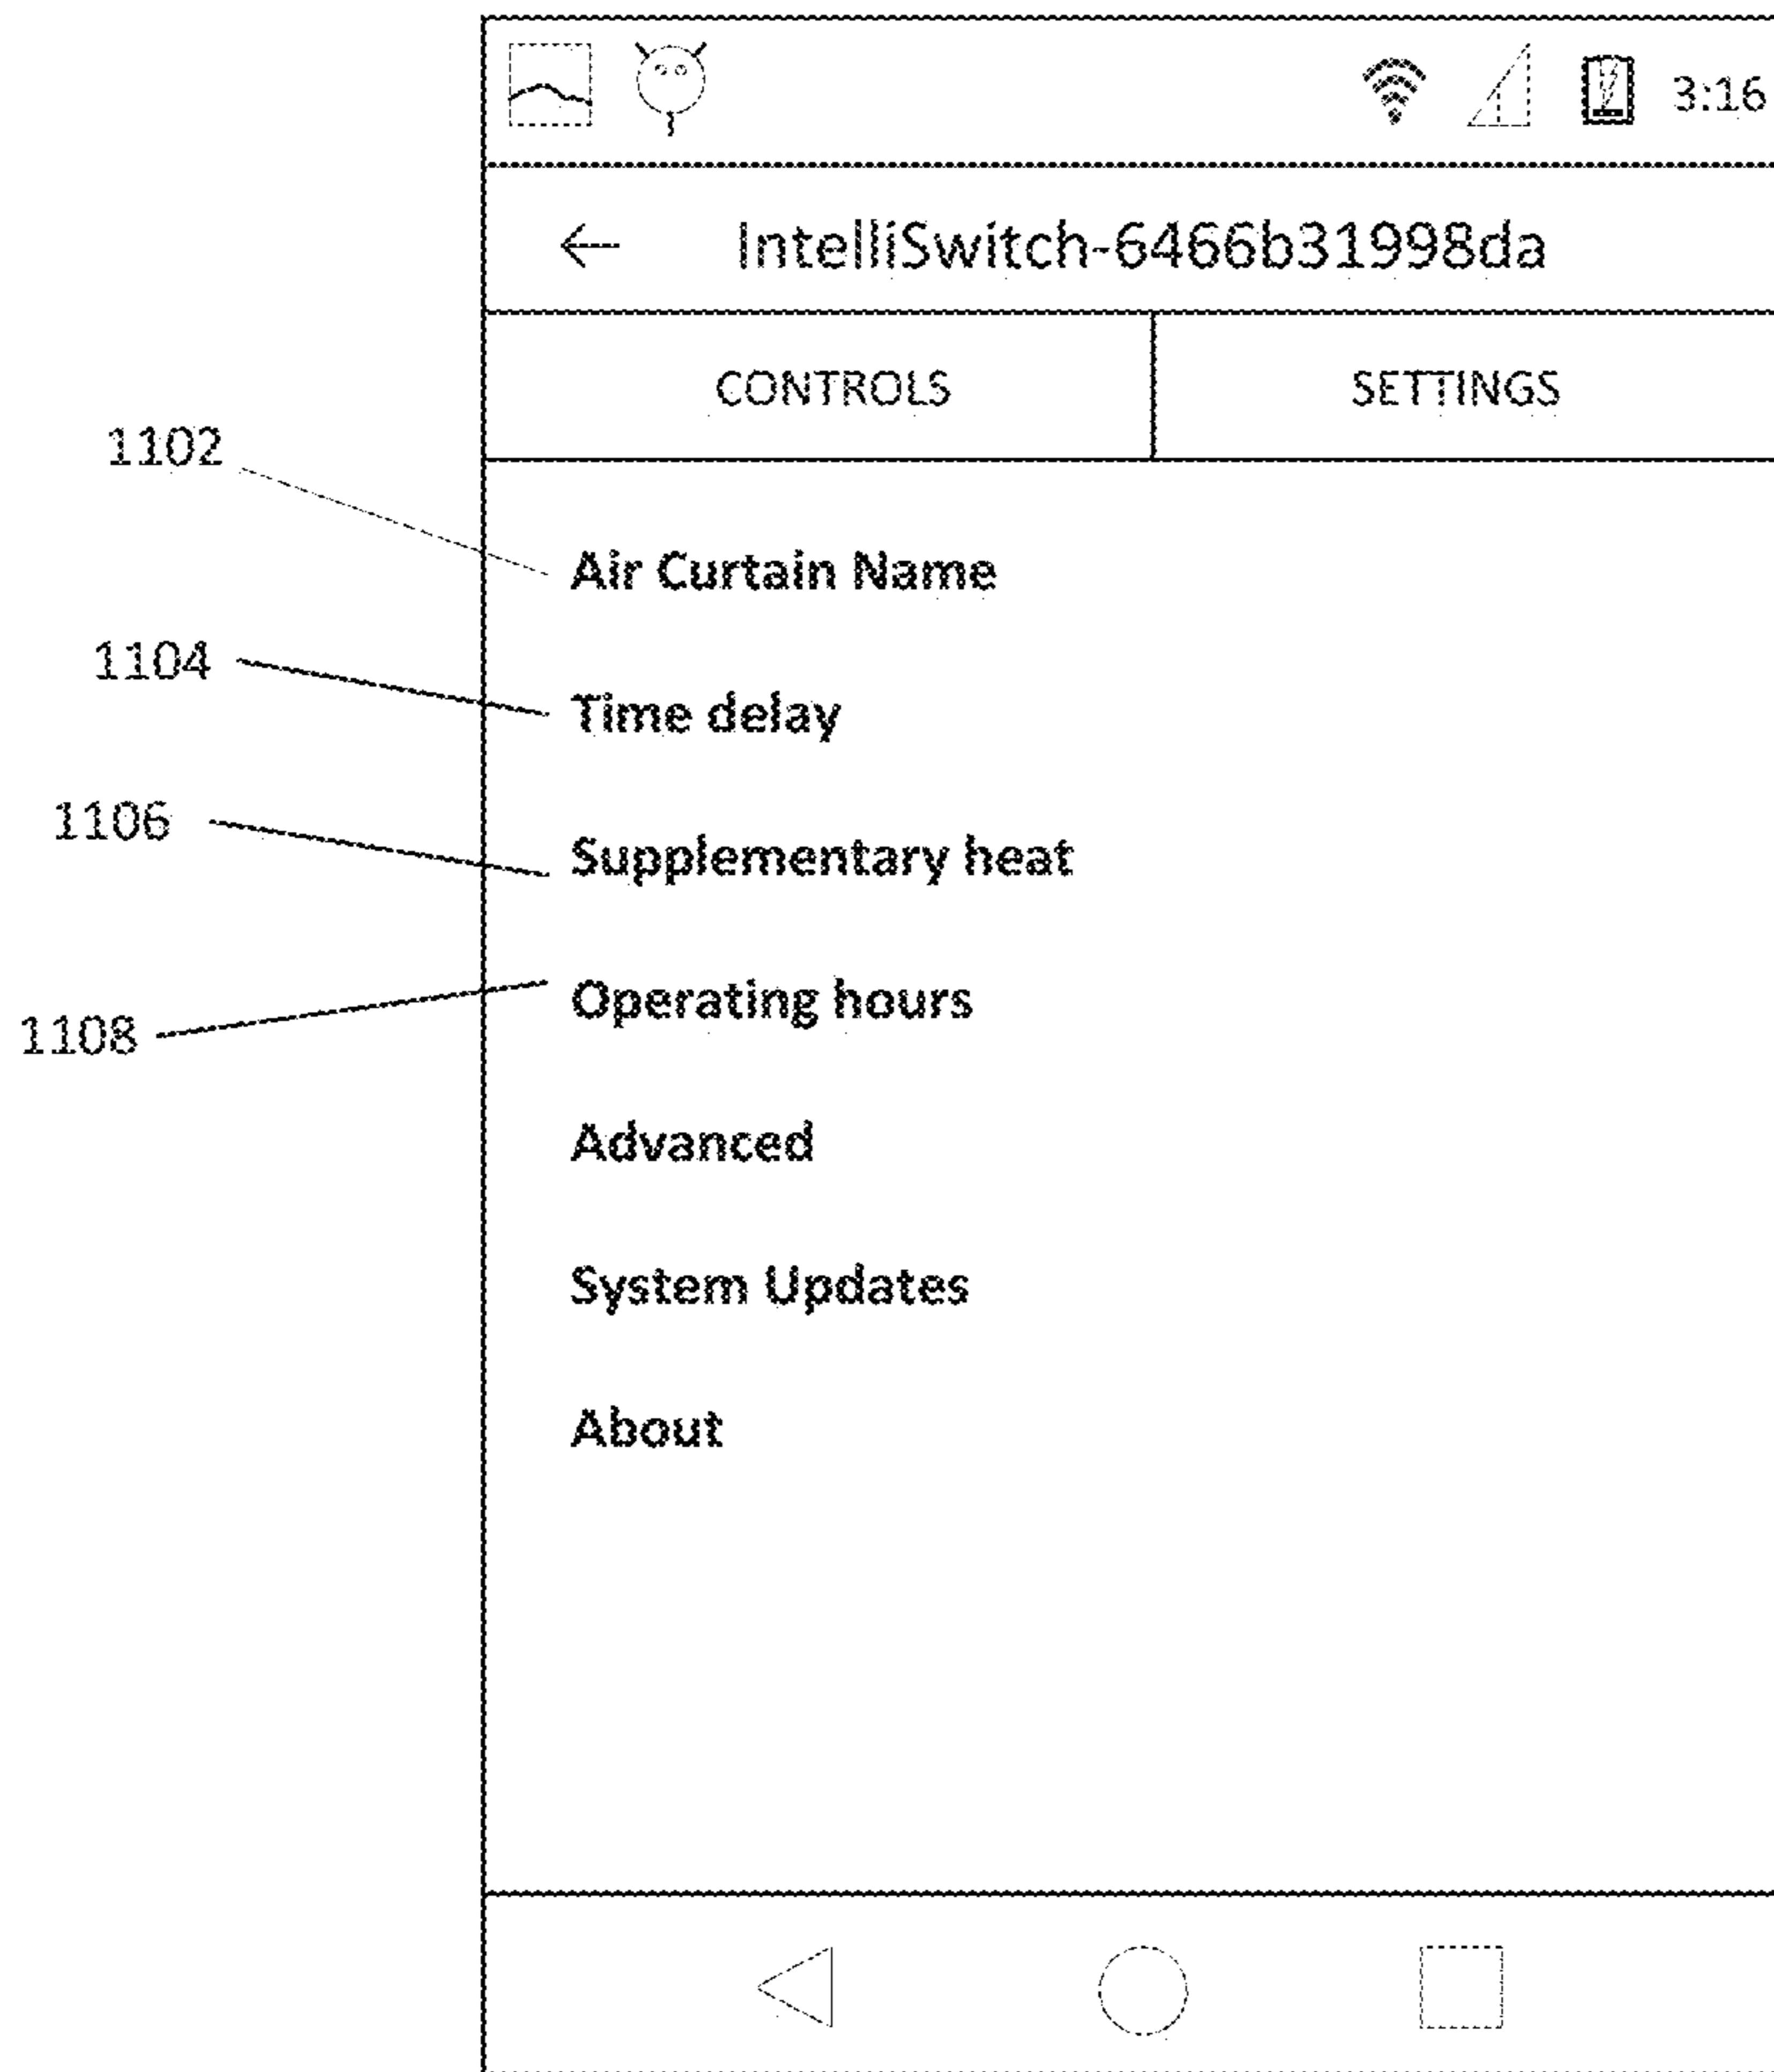 3:16
← IntelliSwitch-6466b31998da
CONTROLS SETTINGS
1102
Air Curtain Name
1104
Time delay
1106
Supplementary heat
1108
Operating hours
Advanced
System Updates
About